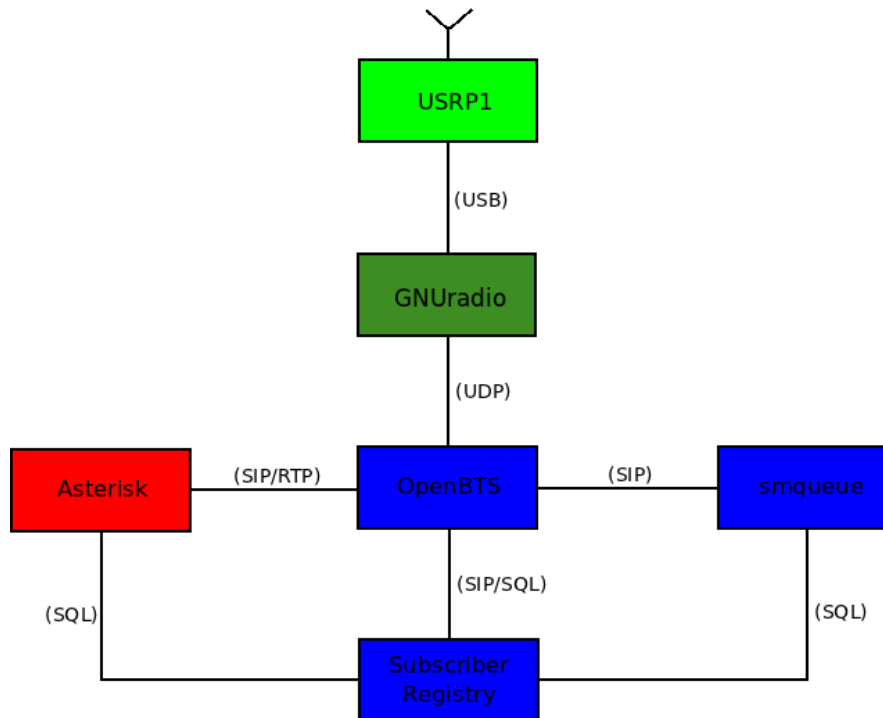 USRP1
(USB)
GNUradio
(UDP)
Asterisk
(SIP/RTP)
OpenBTS
(SIP)
smqueue
(SQL)
(SIP/SQL)
(SQL)
Subscriber
Registry